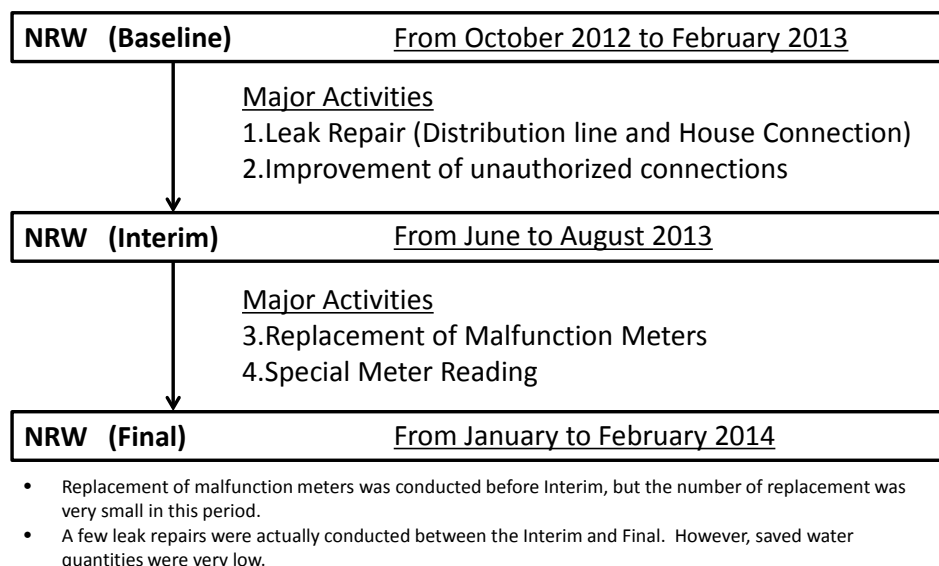 NRW (Baseline) From October 2012 to February 2013
Major Activities
1.Leak Repair (Distribution line and House Connection)
2.Improvement of unauthorized connections
NRW (Interim) From June to August 2013
Major Activities
3.Replacement of Malfunction Meters
4.Special Meter Reading
NRW (Final) From January to February 2014
• Replacement of malfunction meters was conducted before Interim, but the number of replacement was
very small in this period.
• A few leak repairs were actually conducted between the Interim and Final. However, saved water
quantities were very low.